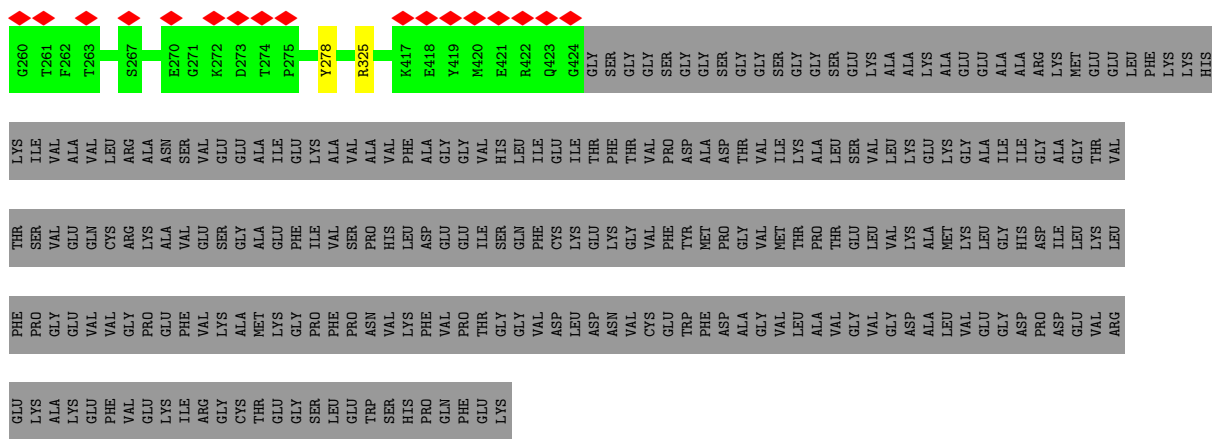 G260 T261 F262 T263 S267 E270 G271 K272 D273 T274 P275 Y278 R325 K417 E418 Y419 M420 E421 R422 Q423 G424 GLY SER GLY GLY SER GLY GLY SER GLY GLY SER GLY GLY SER GLU LYS ALA ALA LYS ALA GLU GLU ALA ALA ARG LYS MET GLU GLU LEU PHE LYS LYS HIS
LYS ILE VAL ALA VAL LEU ARG ALA ASN SER VAL GLU GLU ALA ILE GLU LYS ALA VAL ALA VAL PHE ALA GLY GLY VAL HIS LEU ILE GLU ILE THR PHE THR VAL PRO ASP ALA ASP THR VAL ILE LYS ALA LEU SER VAL LEU LYS GLU LYS GLY ALA ILE ILE GLY ALA GLY THR VAL
THR SER VAL GLU GLN CYS ARG LYS ALA VAL GLU SER GLY ALA GLU PHE ILE VAL SER PRO HIS LEU ASP GLU GLU ILE SER GLN PHE CYS LYS GLU LYS GLY VAL PHE TYR MET PRO GLY VAL MET THR PRO THR GLU LEU VAL LYS ALA MET LYS LEU GLY HIS ASP ILE LEU LYS LEU
PHE PRO GLY GLU VAL VAL GLY PRO GLU PHE VAL LYS ALA MET LYS GLY PRO PHE PRO ASN VAL LYS PHE VAL PRO THR GLY GLY VAL ASP LEU ASP ASN VAL CYS GLU TRP PHE ASP ALA GLY VAL LEU ALA VAL GLY VAL GLY ASP ALA LEU VAL GLU GLY ASP PRO ASP GLU VAL ARG
GLU LYS ALA LYS GLU PHE VAL GLU LYS ILE ARG GLY CYS THR GLU GLY SER LEU GLU TRP SER HIS PRO GLN PHE GLU LYS